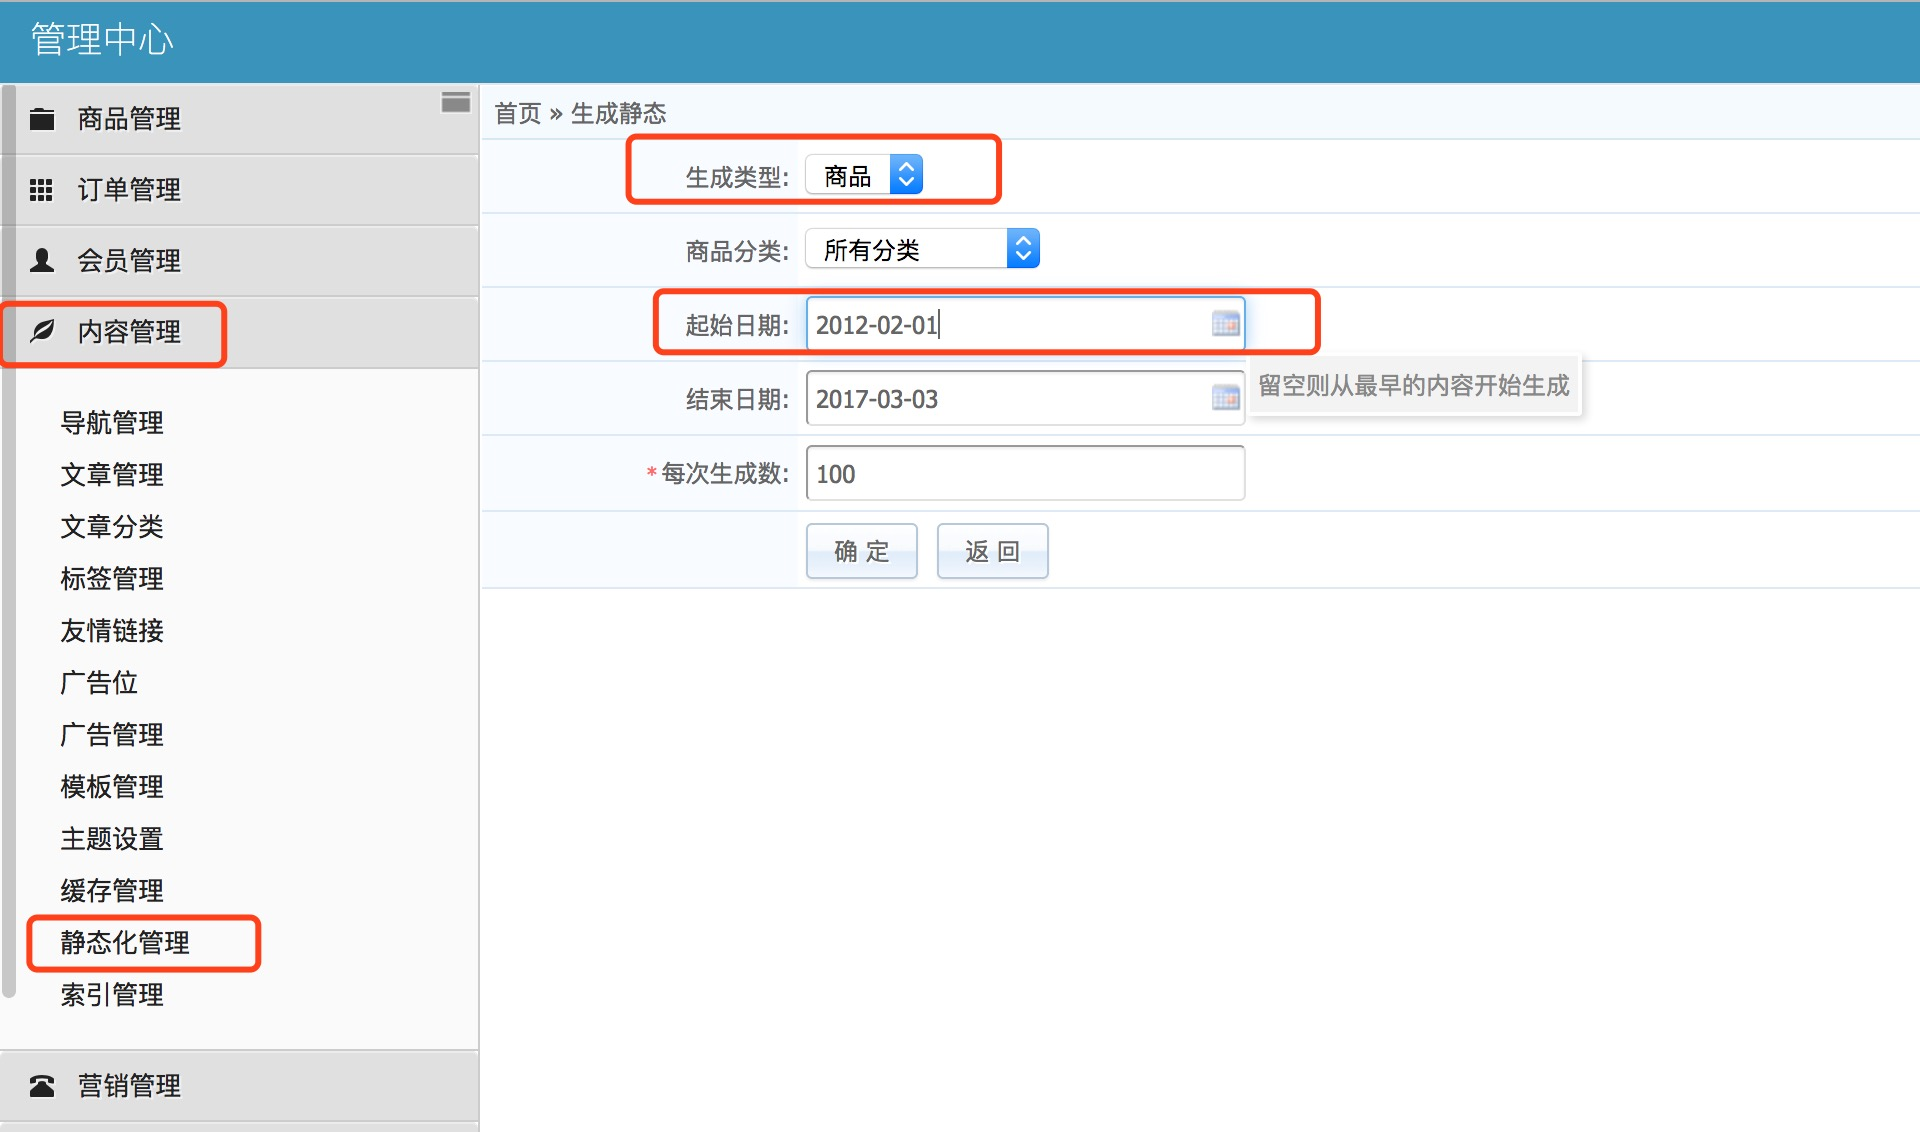 管理中心
商品管理
订单管理
会员管理
内容管理
导航管理
文章管理
文章分类
标签管理
友情链接
广告位
广告管理
模板管理
主题设置
缓存管理
静态化管理
索引管理
营销管理
首页 » 生成静态
生成类型: 商品
商品分类: 所有分类
起始日期: 2012-02-01
留空则从最早的内容开始生成
结束日期: 2017-03-03
*每次生成数: 100
确 定 返 回